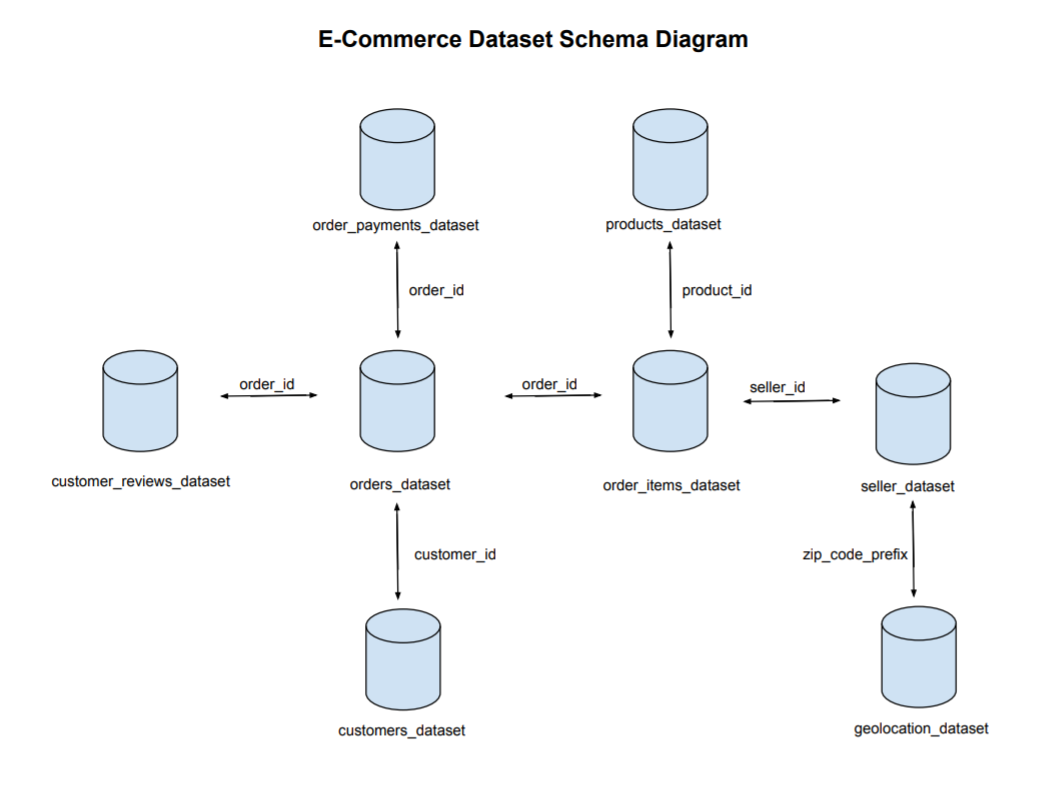 E-Commerce Dataset Schema Diagram
order_payments_dataset
products_dataset
order_id
product_id
order_id
order_id
seller_id
customer_reviews_dataset
orders_dataset
order_items_dataset
seller_dataset
customer_id
zip_code_prefix
customers_dataset
geolocation_dataset